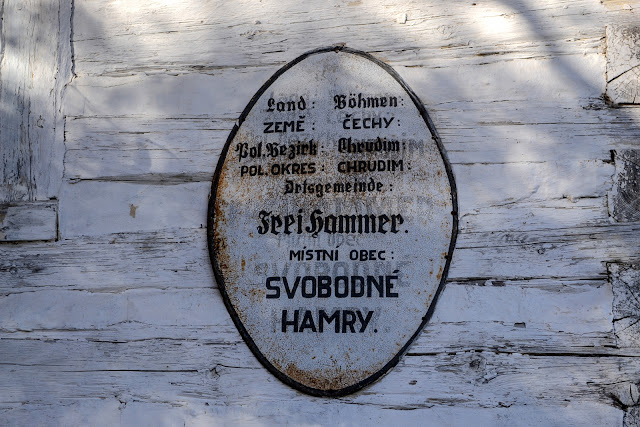 Land: Böhmen:
ZEMĚ: ČECHY:
Pol. Bezirk: Chrudim:
POL. OKRES: CHRUDIM:
Ortsgemeinde:
Frei Hammer.
MÍSTNÍ OBEC:
SVOBODNÉ
HAMRY.